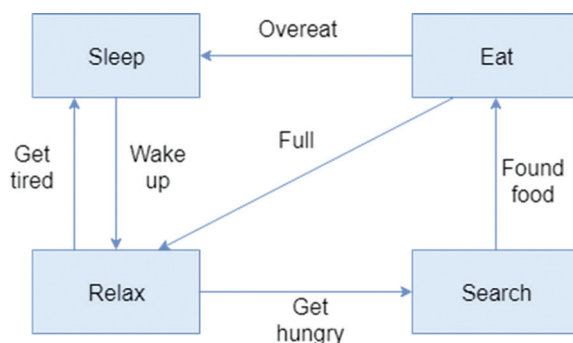 Overeat
Sleep
Eat
Get
tired
Wake
up
Full
Found
food
Relax
Get
hungry
Search